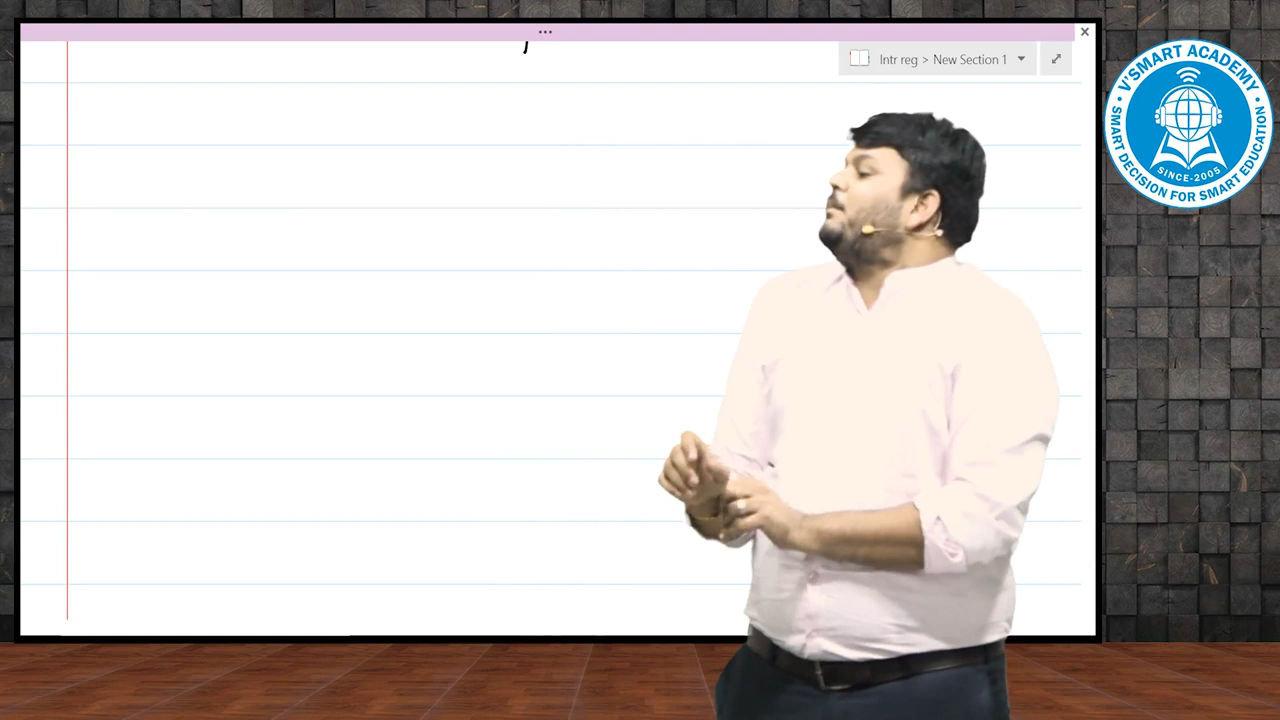 Intr reg > New Section 1
V'SMART ACADEMY
SINCE-2005
SMART DECISION FOR SMART EDUCATION